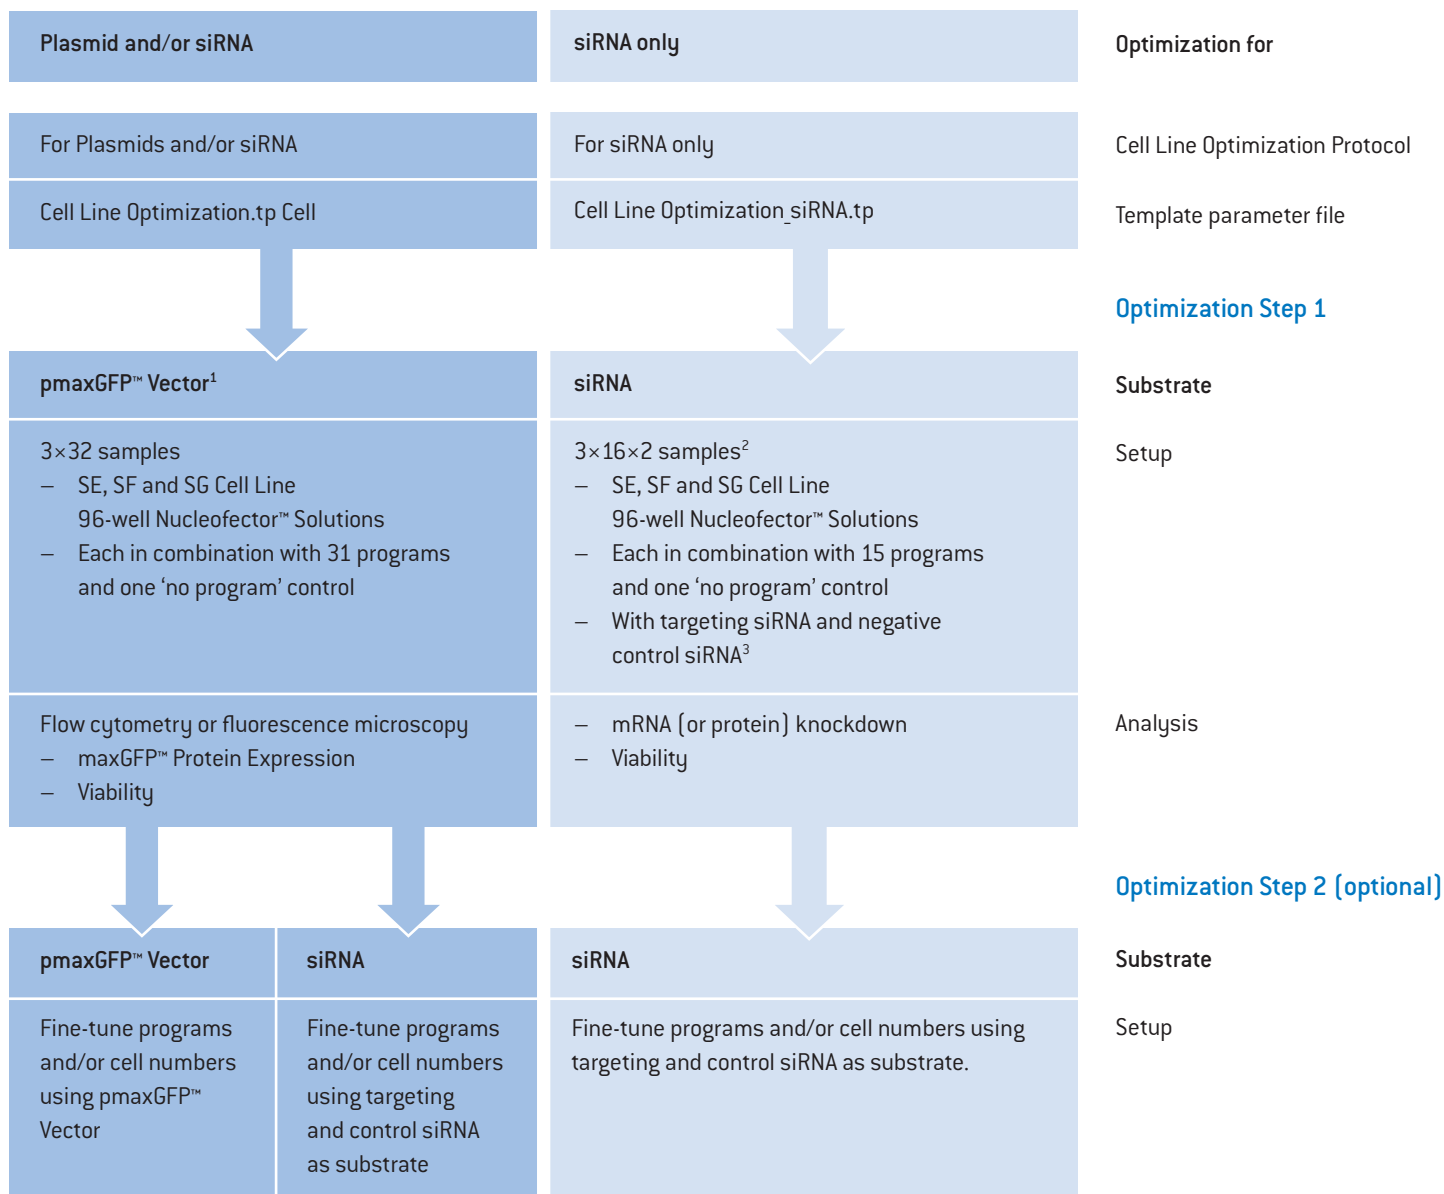 Plasmid and/or siRNA
siRNA only
Optimization for
For Plasmids and/or siRNA
For siRNA only
Cell Line Optimization Protocol
Cell Line Optimization.tp Cell
Cell Line Optimization_siRNA.tp
Template parameter file
Optimization Step 1
pmaxGFP™ Vector¹
siRNA
Substrate
3×32 samples
– SE, SF and SG Cell Line
96-well Nucleofector™ Solutions
– Each in combination with 31 programs
and one ‘no program’ control
3×16×2 samples²
– SE, SF and SG Cell Line
96-well Nucleofector™ Solutions
– Each in combination with 15 programs
and one ‘no program’ control
– With targeting siRNA and negative
control siRNA³
Setup
Flow cytometry or fluorescence microscopy
– maxGFP™ Protein Expression
– Viability
– mRNA (or protein) knockdown
– Viability
Analysis
Optimization Step 2 (optional)
pmaxGFP™ Vector
siRNA
siRNA
Substrate
Fine-tune programs
and/or cell numbers
using pmaxGFP™
Vector
Fine-tune programs
and/or cell numbers
using targeting
and control siRNA
as substrate
Fine-tune programs and/or cell numbers using
targeting and control siRNA as substrate.
Setup